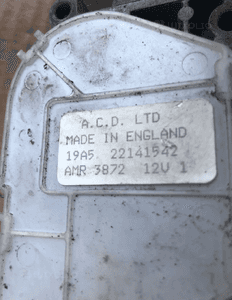 A.C.D. LTD
MADE IN ENGLAND
19A5. 22141542
AMR 3872 12V 1